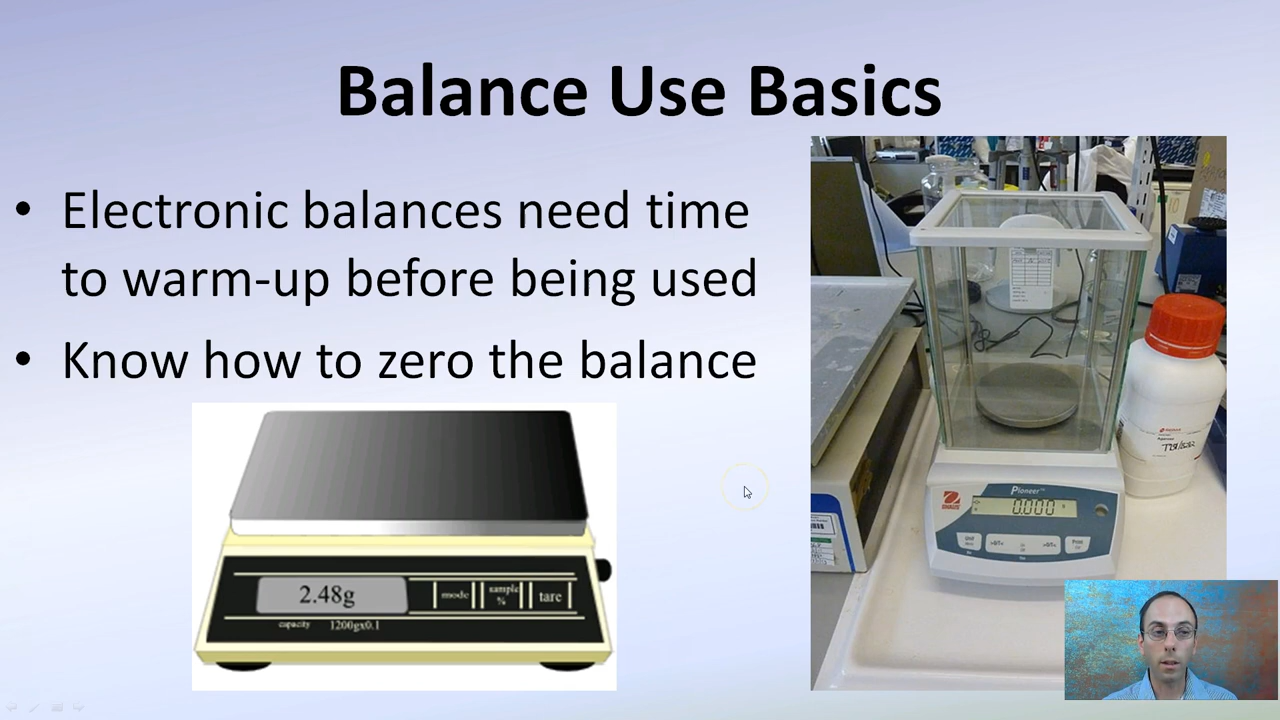 Balance Use Basics
• Electronic balances need time
to warm-up before being used
• Know how to zero the balance
2.48g
mode
sample
%
tare
capacity 1200gx0.1
Pioneer
OHAUS
0.000